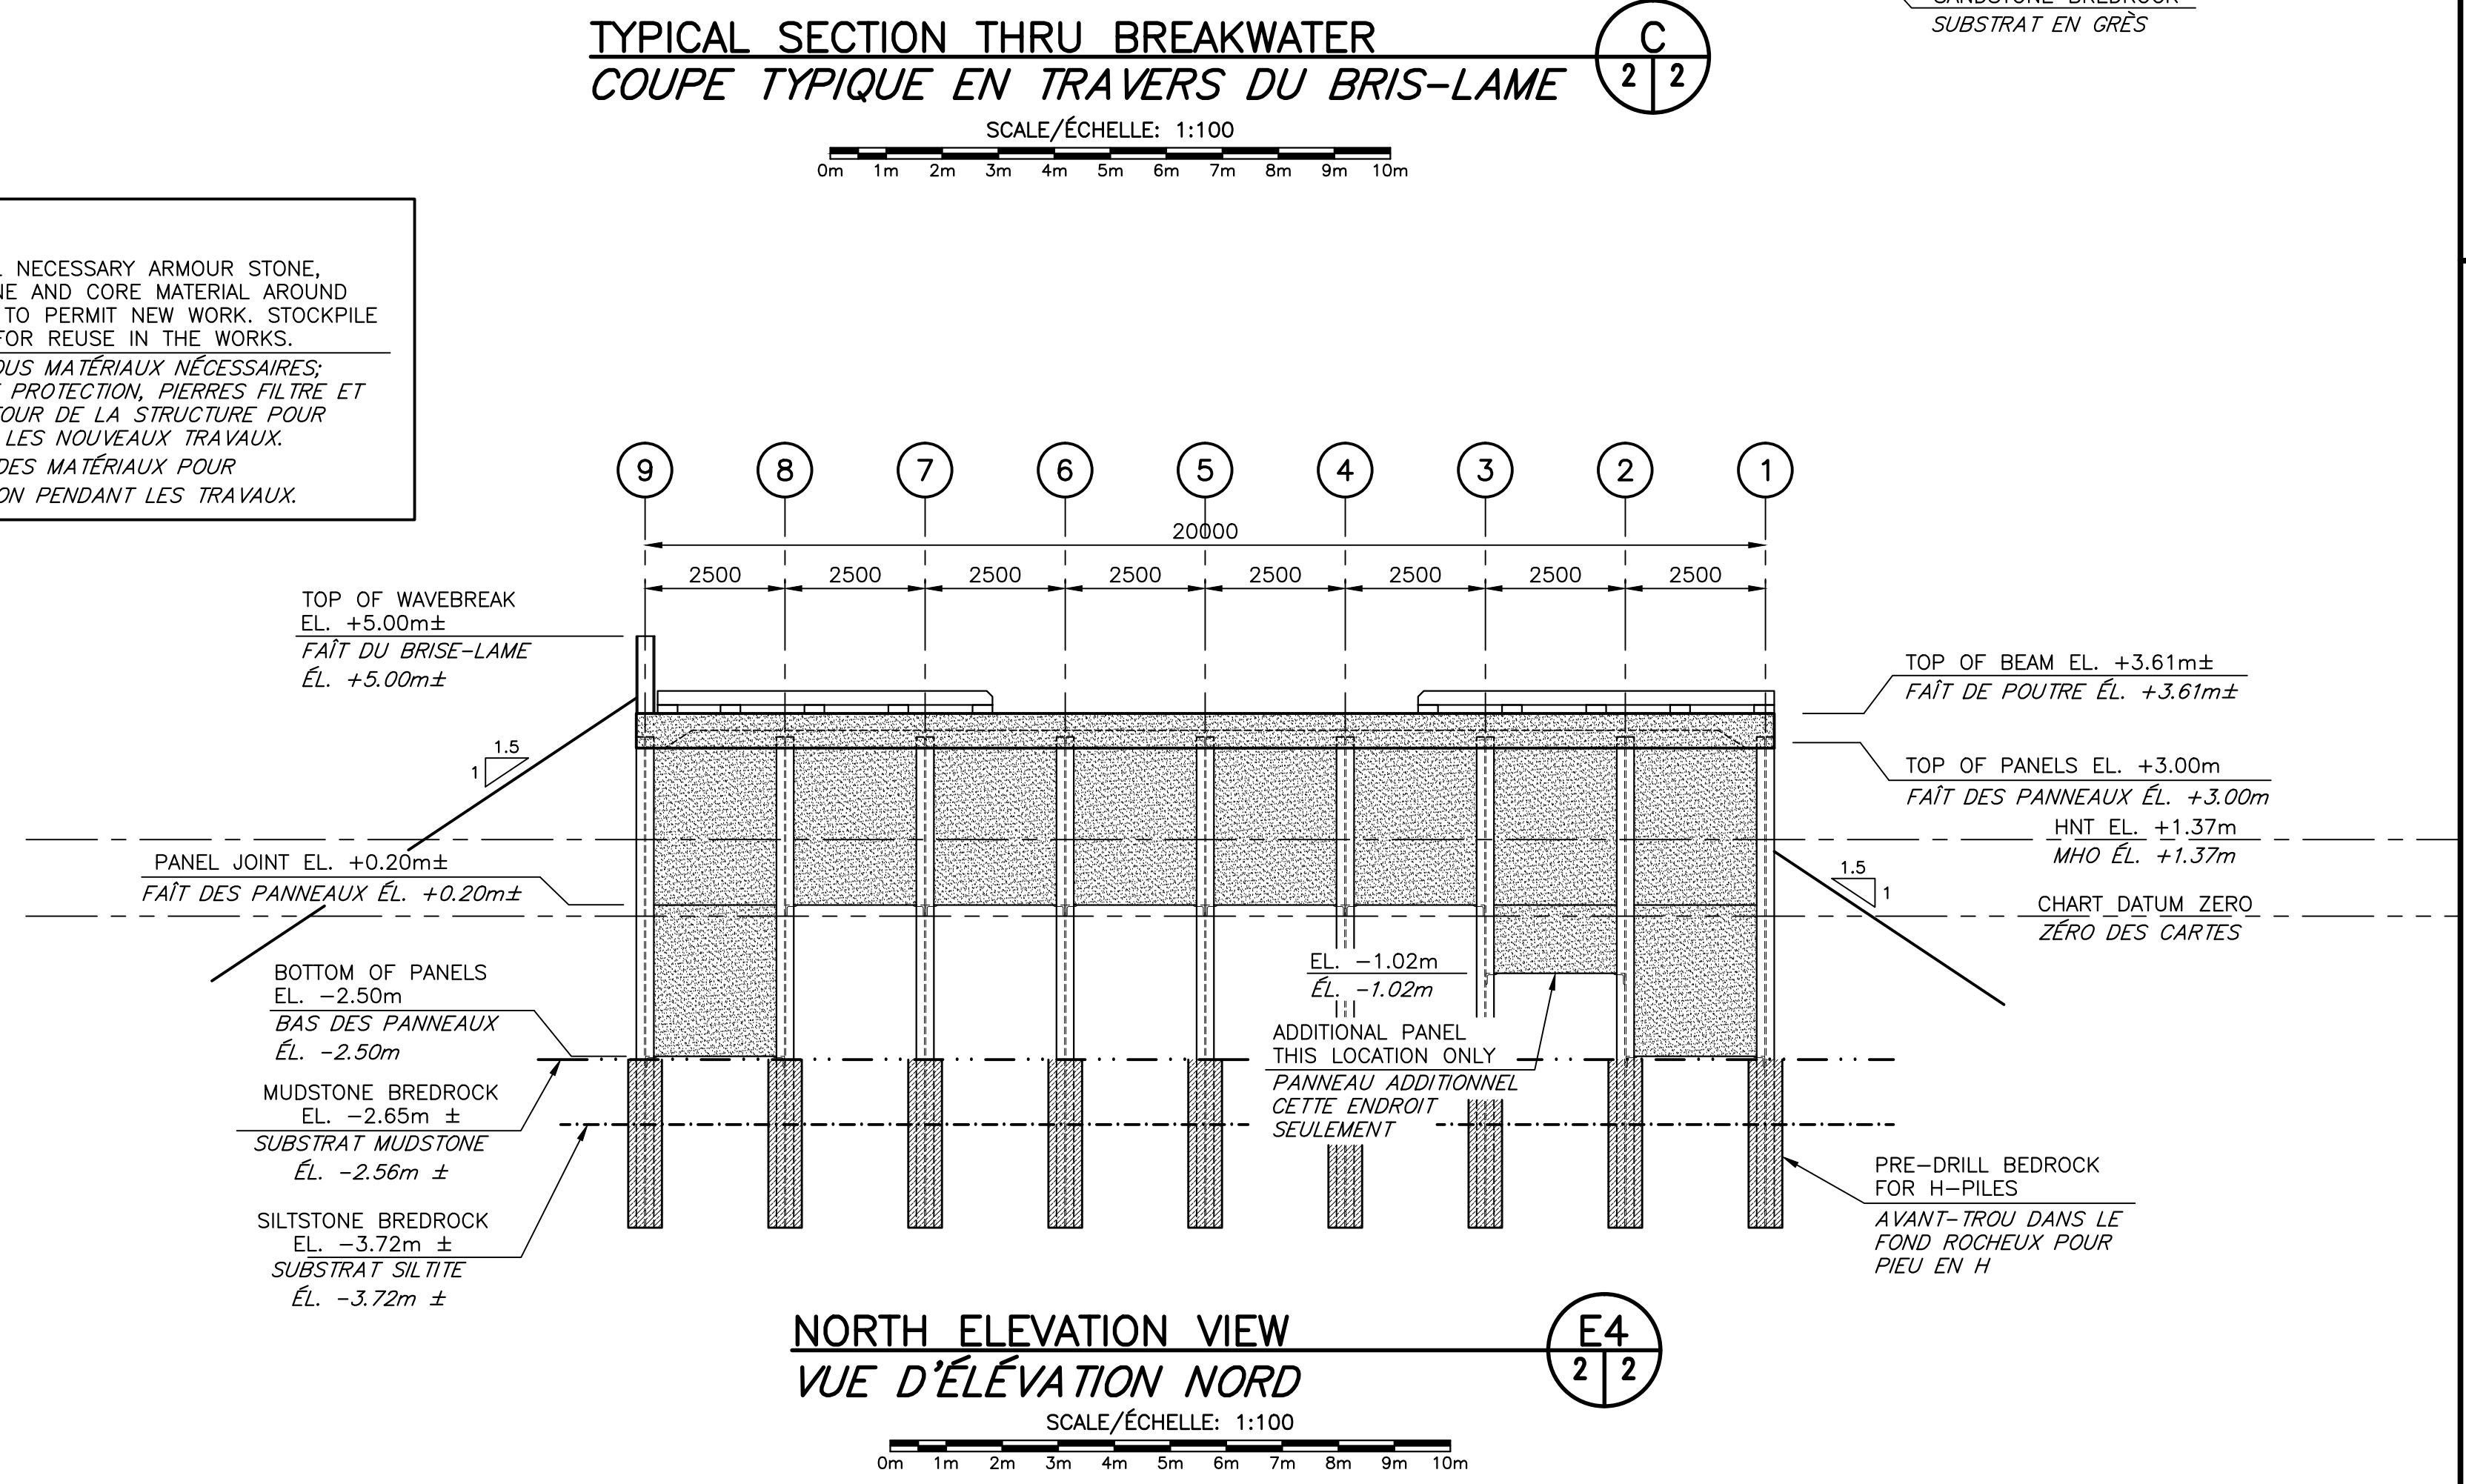 SUBSTRAT EN GRÈS
TYPICAL SECTION THRU BREAKWATER
COUPE TYPIQUE EN TRAVERS DU BRIS-LAME
C
2 2
SCALE/ÉCHELLE: 1:100
0m 1m 2m 3m 4m 5m 6m 7m 8m 9m 10m
NECESSARY ARMOUR STONE,
AND CORE MATERIAL AROUND
TO PERMIT NEW WORK. STOCKPILE
FOR REUSE IN THE WORKS.
MATÉRIAUX NÉCESSAIRES;
PROTECTION, PIERRES FILTRE ET
DE LA STRUCTURE POUR
LES NOUVEAUX TRAVAUX.
DES MATÉRIAUX POUR
PENDANT LES TRAVAUX.
9 8 7 6 5 4 3 2 1
20000
2500 2500 2500 2500 2500 2500 2500 2500
TOP OF WAVEBREAK
EL. +5.00m±
FAÎT DU BRISE-LAME
ÉL. +5.00m±
1.5
1
PANEL JOINT EL. +0.20m±
FAÎT DES PANNEAUX ÉL. +0.20m±
BOTTOM OF PANELS
EL. -2.50m
BAS DES PANNEAUX
ÉL. -2.50m
MUDSTONE BREDROCK
EL. -2.65m ±
SUBSTRAT MUDSTONE
ÉL. -2.56m ±
SILTSTONE BREDROCK
EL. -3.72m ±
SUBSTRAT SILTITE
ÉL. -3.72m ±
EL. -1.02m
ÉL. -1.02m
ADDITIONAL PANEL
THIS LOCATION ONLY
PANNEAU ADDITIONNEL
CETTE ENDROIT
SEULEMENT
TOP OF BEAM EL. +3.61m±
FAÎT DE POUTRE ÉL. +3.61m±
TOP OF PANELS EL. +3.00m
FAÎT DES PANNEAUX ÉL. +3.00m
HNT EL. +1.37m
MHO ÉL. +1.37m
1.5
1
CHART DATUM ZERO
ZÉRO DES CARTES
PRE-DRILL BEDROCK
FOR H-PILES
AVANT-TROU DANS LE
FOND ROCHEUX POUR
PIEU EN H
NORTH ELEVATION VIEW
VUE D'ÉLÉVATION NORD
E4
2 2
SCALE/ÉCHELLE: 1:100
0m 1m 2m 3m 4m 5m 6m 7m 8m 9m 10m